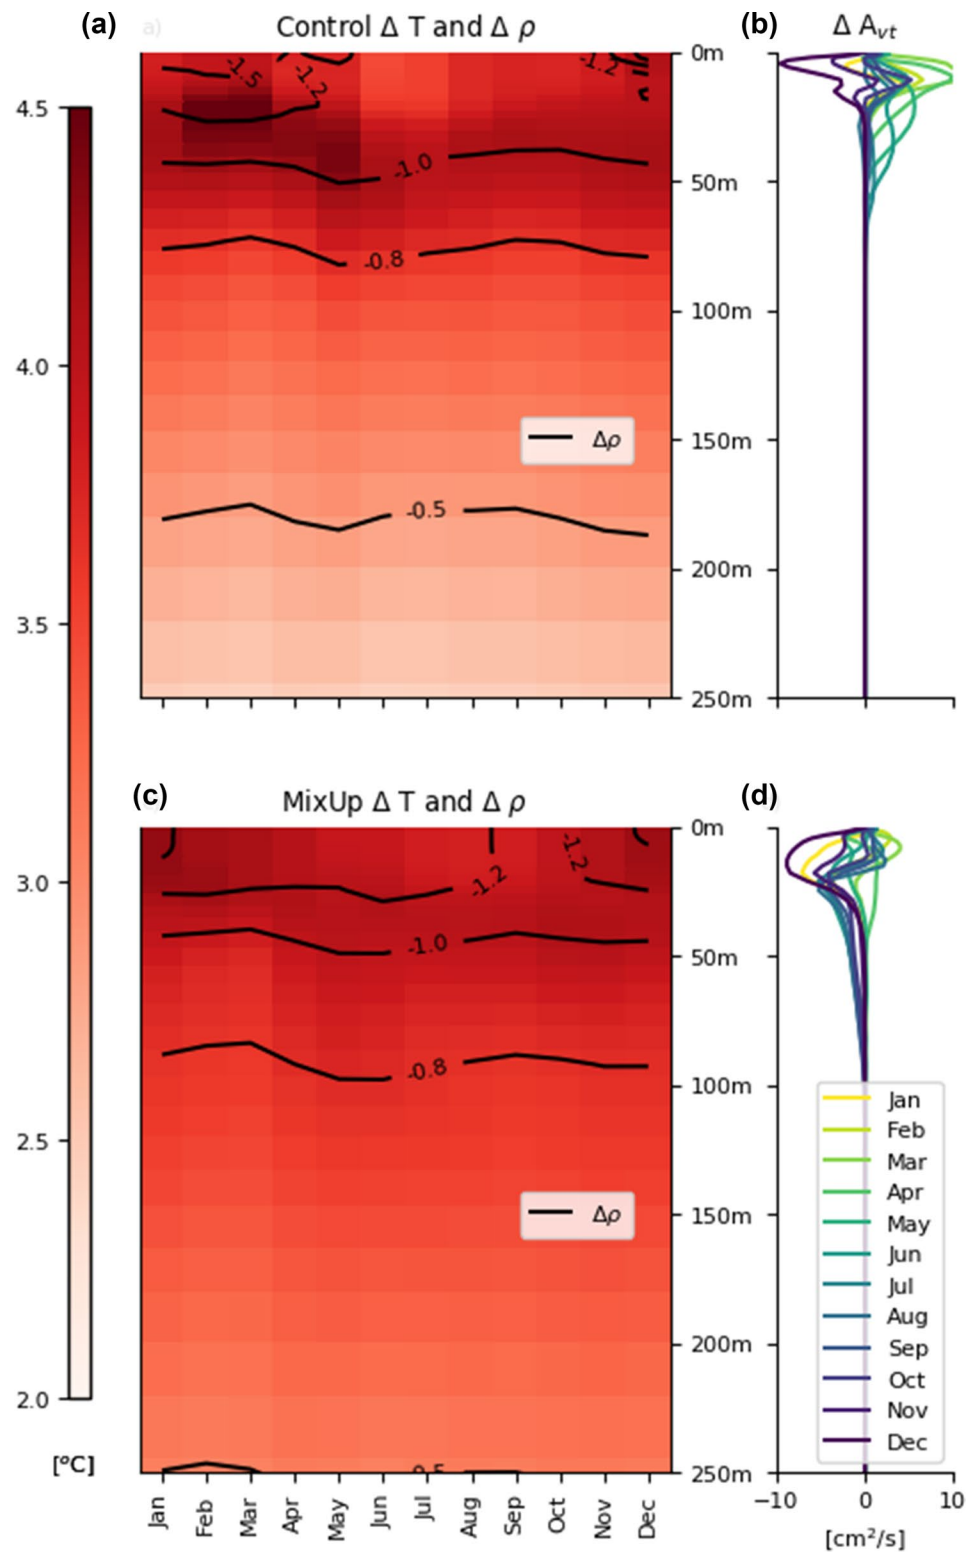 (a) a) Control Δ T and Δ ρ (b) Δ A_vt
-1.5 -1.2 -1.2 0m
4.5
-1.0 50m
-0.8
100m
4.0
Δρ 150m
-0.5
200m
3.5
250m
(c) MixUp Δ T and Δ ρ (d)
0m
-1.2
3.0 -1.2
-1.0 50m
-0.8
100m
Jan
Feb
2.5 Mar
Apr
Δρ 150m
May
Jun
Jul
Aug
200m Sep
Oct
2.0 Nov
Dec
[°C] 250m
Jan Feb Mar Apr May Jun Jul Aug Sep Oct Nov Dec
−10 0 10
[cm²/s]